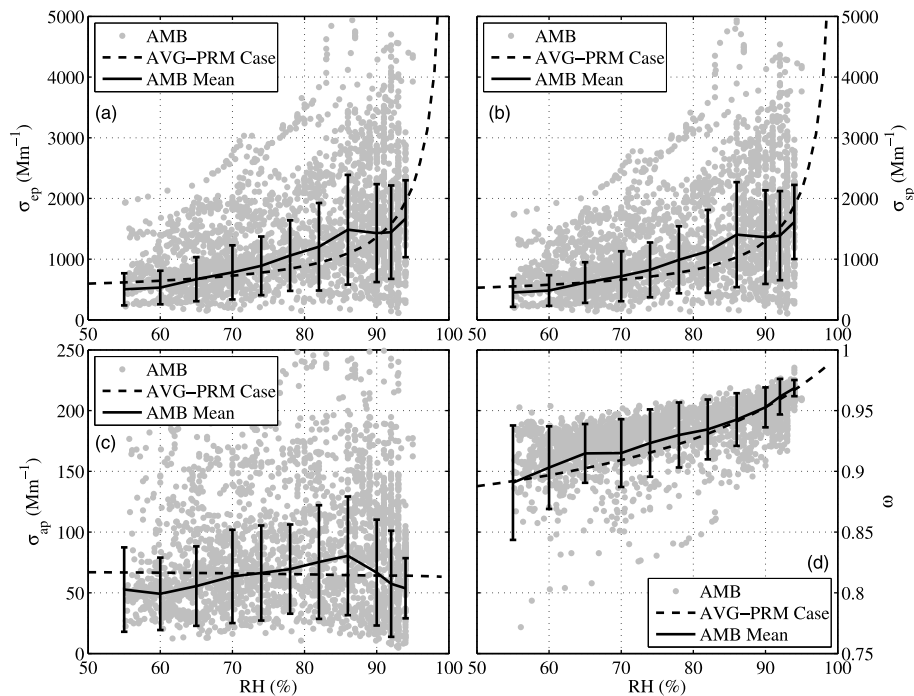 5000
4000
3000
2000
1000
0
σep (Mm−1)
AMB
AVG−PRM Case
AMB Mean
(a)
50 60 70 80 90 100
AMB
AVG−PRM Case
AMB Mean
(b)
5000
4000
3000
2000
1000
0
σsp (Mm−1)
50 60 70 80 90 100
250
200
150
100
50
0
σap (Mm−1)
AMB
AVG−PRM Case
AMB Mean
(c)
50 60 70 80 90 100
RH (%)
1
0.95
0.9
0.85
0.8
0.75
ω
(d)
AMB
AVG−PRM Case
AMB Mean
50 60 70 80 90 100
RH (%)